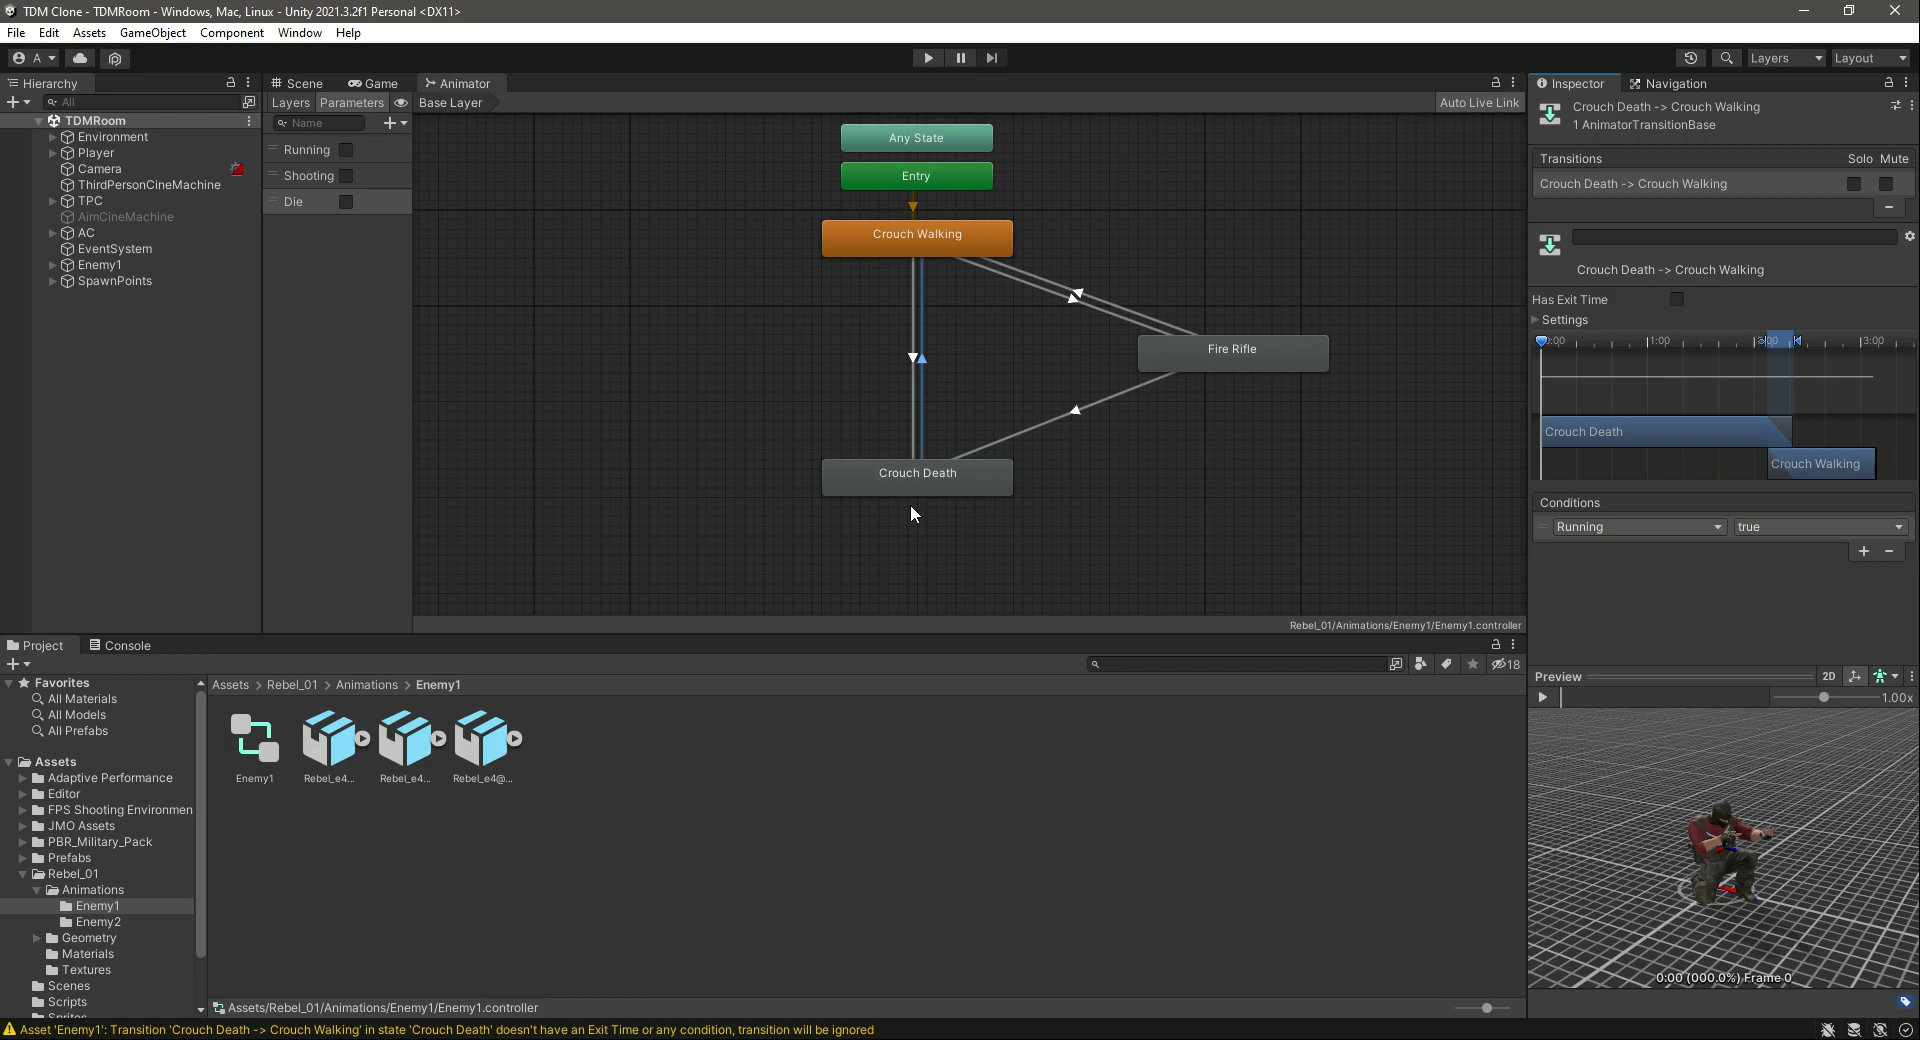 TDM Clone - TDMRoom - Windows, Mac, Linux - Unity 2021.3.2f1 Personal <DX11>
File Edit Assets GameObject Component Window Help
A Layers Layout
Hierarchy
All
TDMRoom
Environment
Player
Camera
ThirdPersonCineMachine
TPC
AimCineMachine
AC
EventSystem
Enemy1
SpawnPoints
Scene Game Animator
Layers Parameters Base Layer Auto Live Link
Name
Running
Shooting
Die
Any State
Entry
Crouch Walking
Fire Rifle
Crouch Death
Rebel_01/Animations/Enemy1/Enemy1.controller
Inspector Navigation
Crouch Death -> Crouch Walking
1 AnimatorTransitionBase
Transitions Solo Mute
Crouch Death -> Crouch Walking
Crouch Death -> Crouch Walking
Has Exit Time
Settings
0:00 1:00 2:00 3:00
Crouch Death
Crouch Walking
Conditions
Running true
Preview 2D
1.00x
0:00 (000.0%) Frame 0
Project Console
18
Favorites
All Materials
All Models
All Prefabs
Assets
Adaptive Performance
Editor
FPS Shooting Environmen
JMO Assets
PBR_Military_Pack
Prefabs
Rebel_01
Animations
Enemy1
Enemy2
Geometry
Materials
Textures
Scenes
Scripts
Sprites
Assets > Rebel_01 > Animations > Enemy1
Enemy1 Rebel_e4... Rebel_e4... Rebel_e4@...
Assets/Rebel_01/Animations/Enemy1/Enemy1.controller
Asset 'Enemy1': Transition 'Crouch Death -> Crouch Walking' in state 'Crouch Death' doesn't have an Exit Time or any condition, transition will be ignored